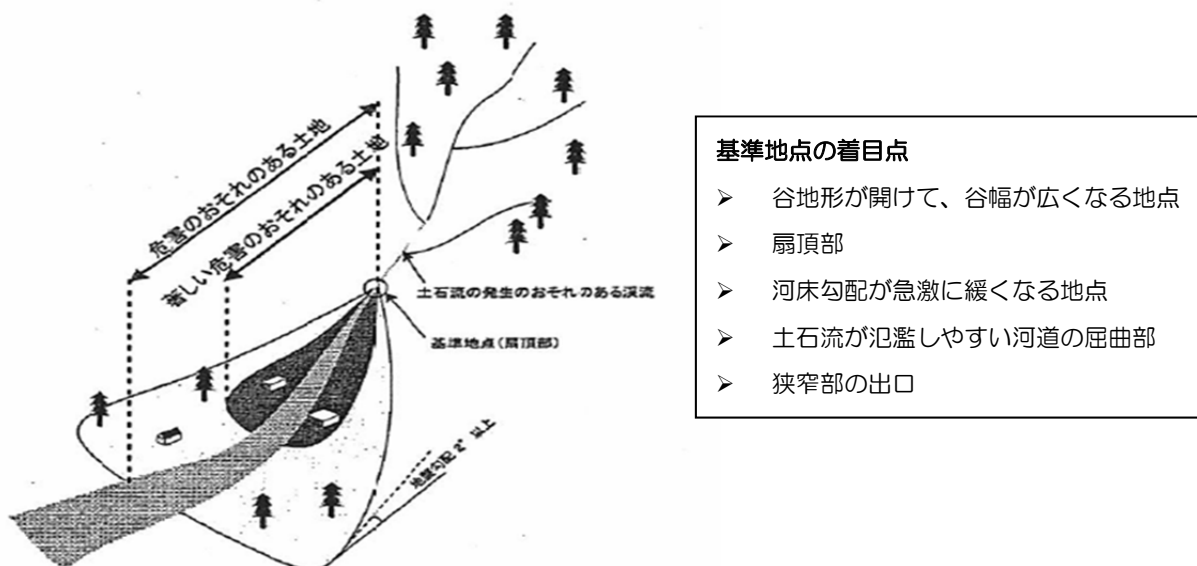 危害のおそれのある土地
著しい危害のおそれのある土地
土石流の発生のおそれのある渓流
基準地点(扇頂部)
地盤勾配 2° 以上
基準地点の着目点
➢ 谷地形が開けて、谷幅が広くなる地点
➢ 扇頂部
➢ 河床勾配が急激に緩くなる地点
➢ 土石流が氾濫しやすい河道の屈曲部
➢ 狭窄部の出口